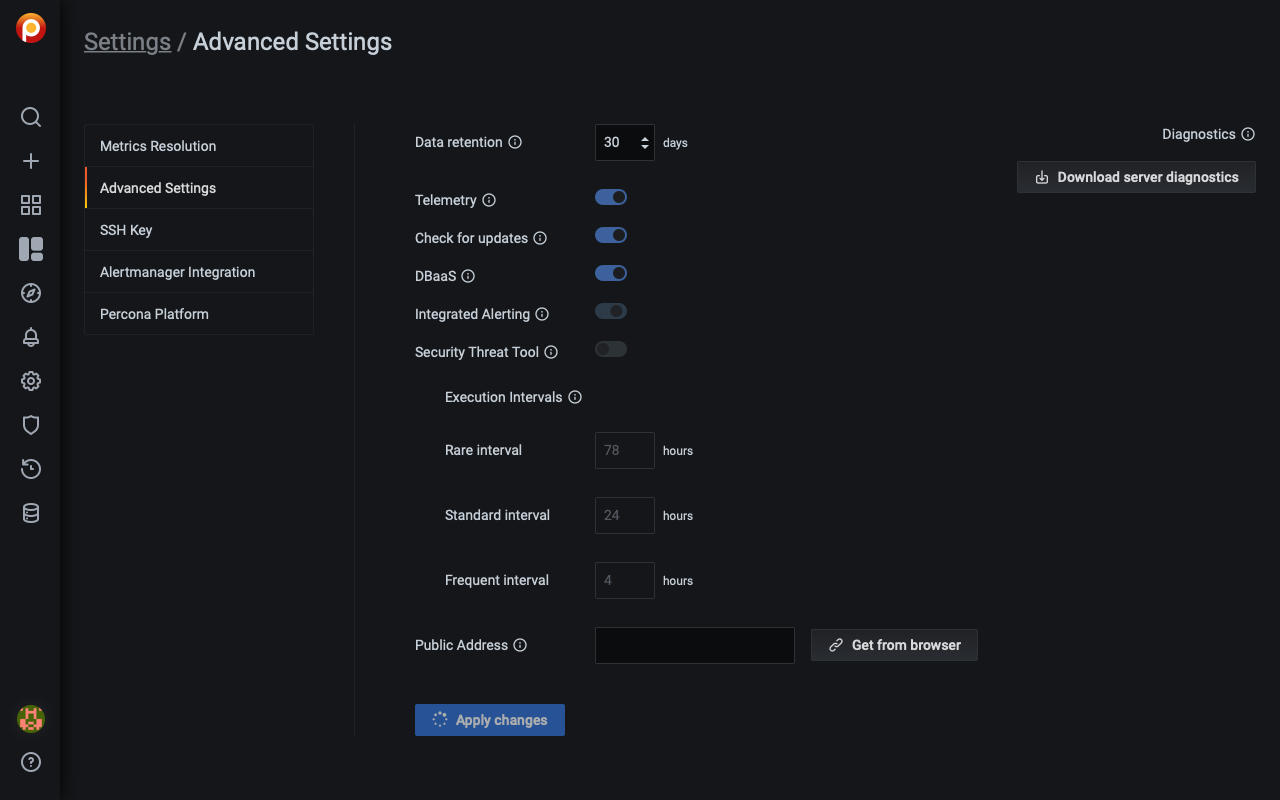 Settings / Advanced Settings
Metrics Resolution
Advanced Settings
SSH Key
Alertmanager Integration
Percona Platform
Data retention 30 days
Telemetry
Check for updates
DBaaS
Integrated Alerting
Security Threat Tool
Execution Intervals
Rare interval 78 hours
Standard interval 24 hours
Frequent interval 4 hours
Public Address Get from browser
Apply changes
Diagnostics
Download server diagnostics